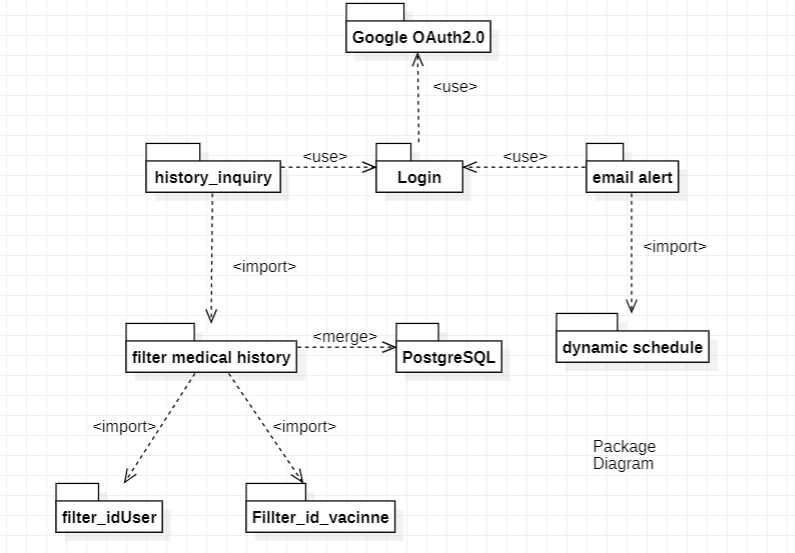 Google OAuth2.0
<use>
history_inquiry
<use>
Login
<use>
email alert
<import>
<import>
filter medical history
<merge>
PostgreSQL
dynamic schedule
<import>
<import>
Package
Diagram
filter_idUser
Fillter_id_vacinne